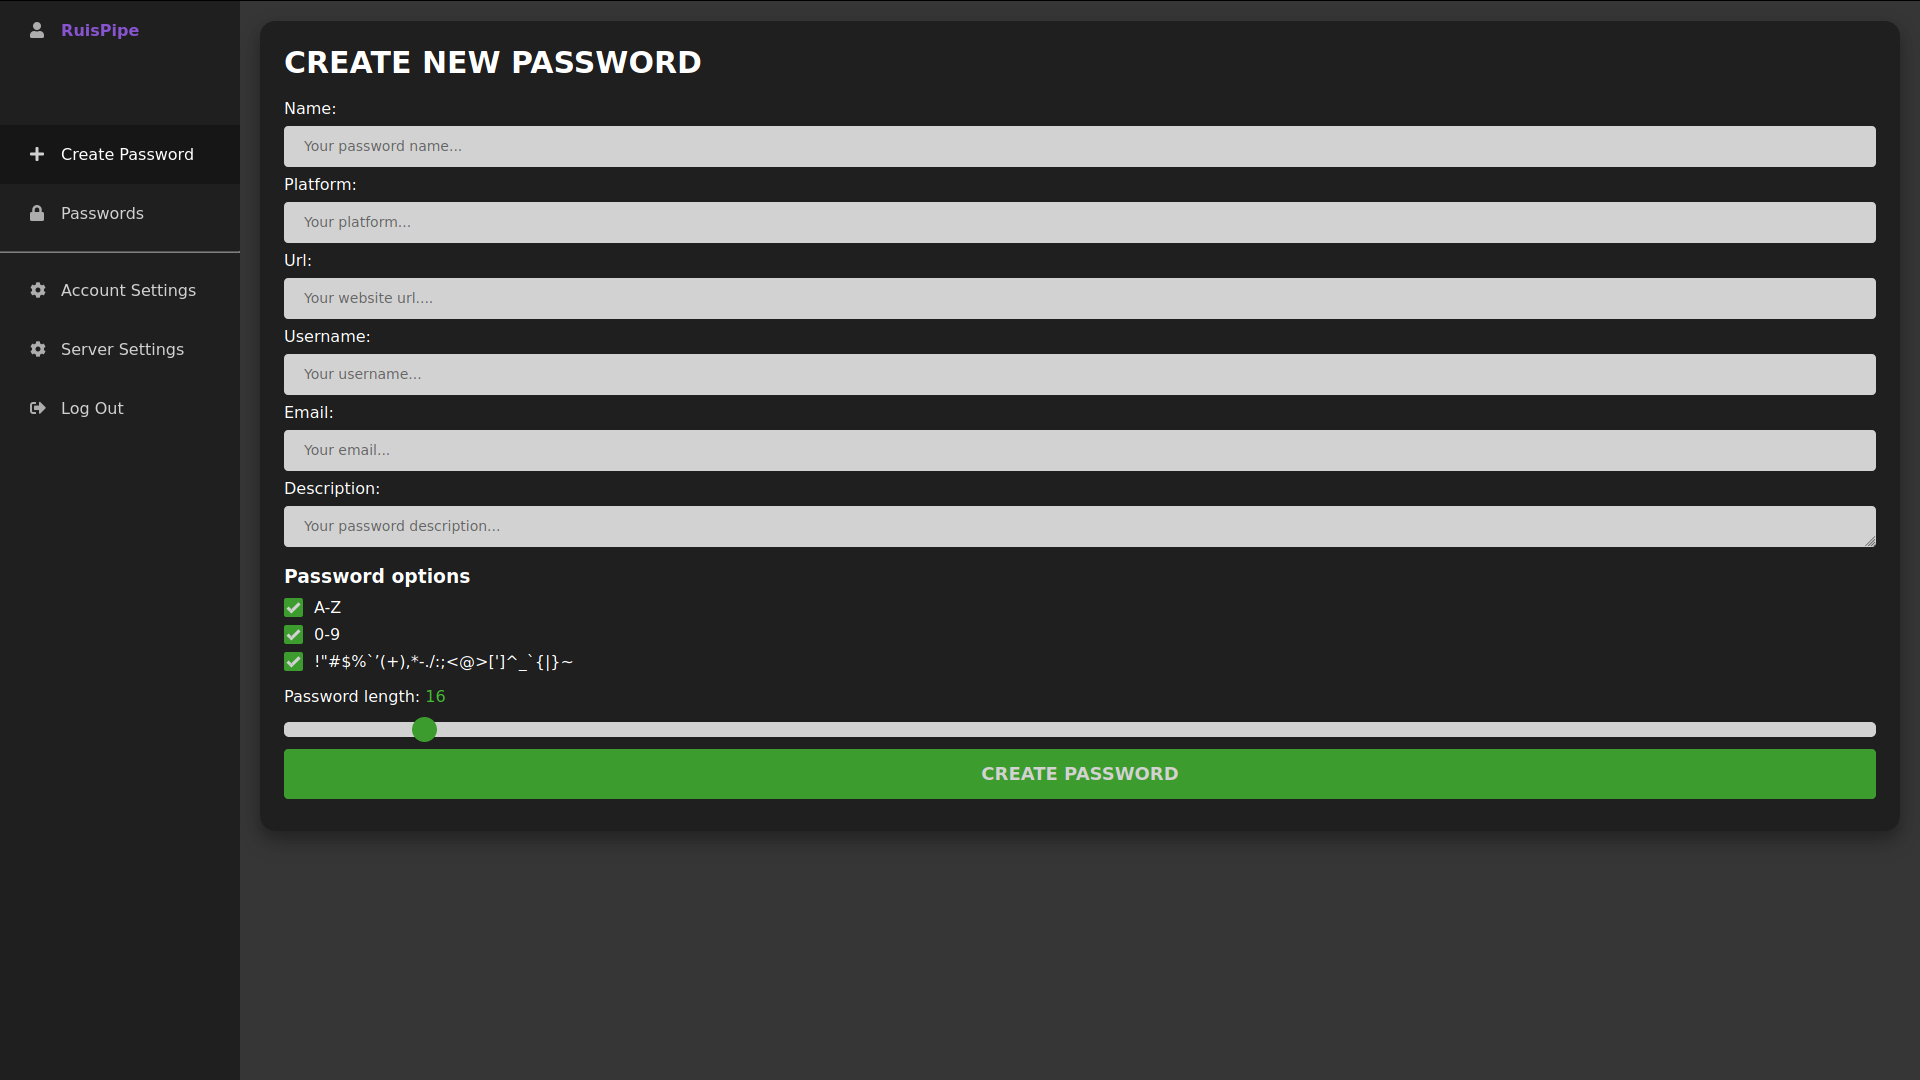 RuisPipe
Create Password
Passwords
Account Settings
Server Settings
Log Out
CREATE NEW PASSWORD
Name:
Your password name...
Platform:
Your platform...
Url:
Your website url....
Username:
Your username...
Email:
Your email...
Description:
Your password description...
Password options
A-Z
0-9
!"#$%`’(+),*-./:;<@>[']^_`{|}~
Password length: 16
CREATE PASSWORD